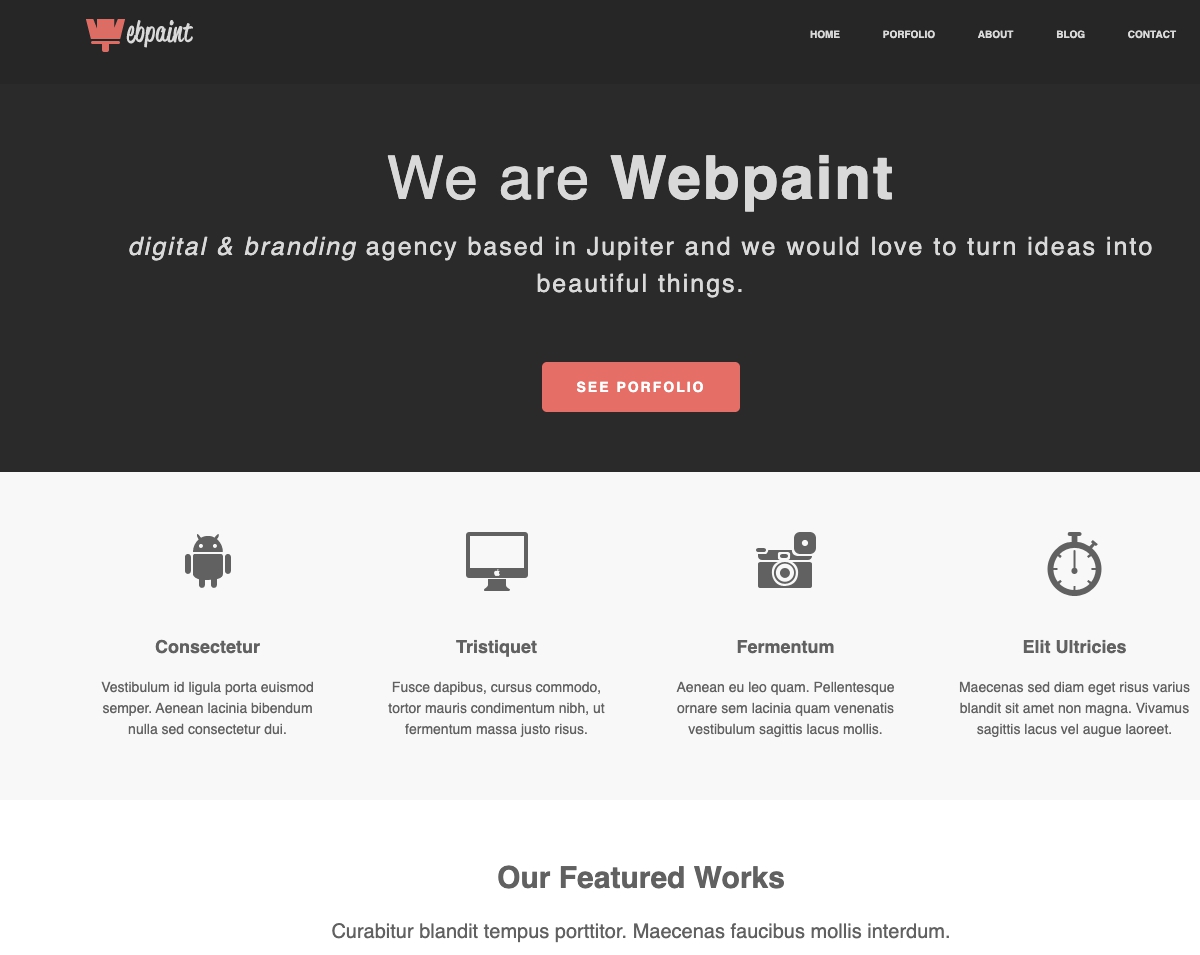 Webpaint
HOME PORFOLIO ABOUT BLOG CONTACT
We are Webpaint
digital & branding agency based in Jupiter and we would love to turn ideas into
beautiful things.
SEE PORFOLIO
Consectetur
Vestibulum id ligula porta euismod
semper. Aenean lacinia bibendum
nulla sed consectetur dui.
Tristiquet
Fusce dapibus, cursus commodo,
tortor mauris condimentum nibh, ut
fermentum massa justo risus.
Fermentum
Aenean eu leo quam. Pellentesque
ornare sem lacinia quam venenatis
vestibulum sagittis lacus mollis.
Elit Ultricies
Maecenas sed diam eget risus varius
blandit sit amet non magna. Vivamus
sagittis lacus vel augue laoreet.
Our Featured Works
Curabitur blandit tempus porttitor. Maecenas faucibus mollis interdum.